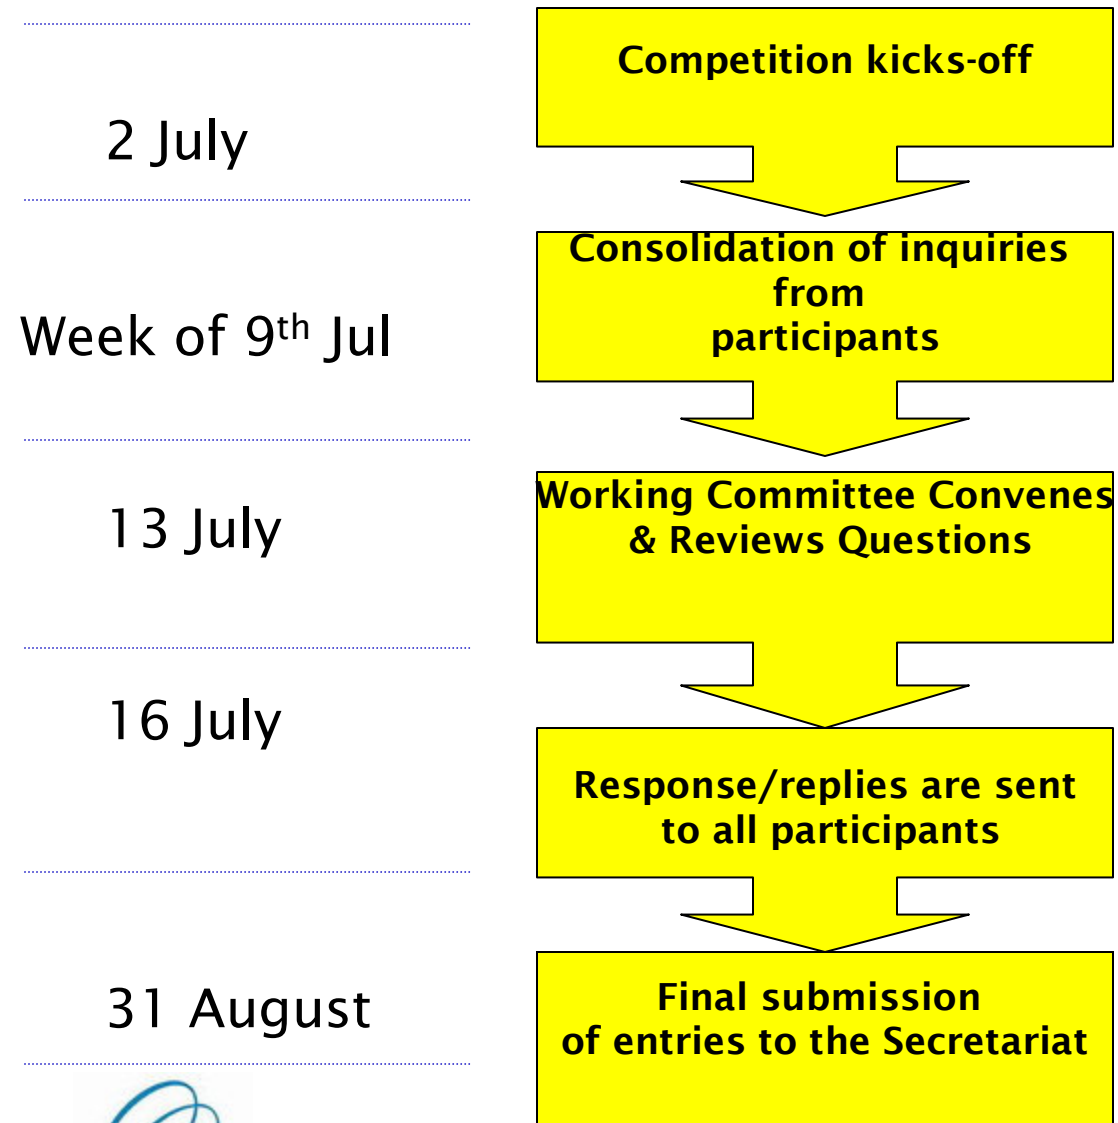 Competition kicks-off
2 July
Consolidation of inquiries
from
participants
Week of 9th Jul
Working Committee Convenes
& Reviews Questions
13 July
16 July
Response/replies are sent
to all participants
31 August
Final submission
of entries to the Secretariat